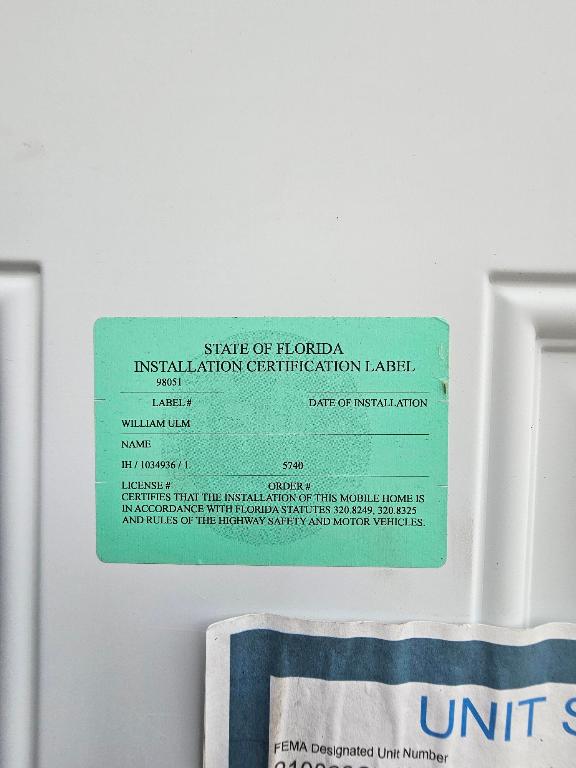 STATE OF FLORIDA
INSTALLATION CERTIFICATION LABEL
98051
LABEL# DATE OF INSTALLATION
WILLIAM ULM
NAME
IH / 1034936 / 1 5740
LICENSE # ORDER #
CERTIFIES THAT THE INSTALLATION OF THIS MOBILE HOME IS
IN ACCORDANCE WITH FLORIDA STATUTES 320.8249, 320.8325
AND RULES OF THE HIGHWAY SAFETY AND MOTOR VEHICLES.
UNIT S
FEMA Designated Unit Number